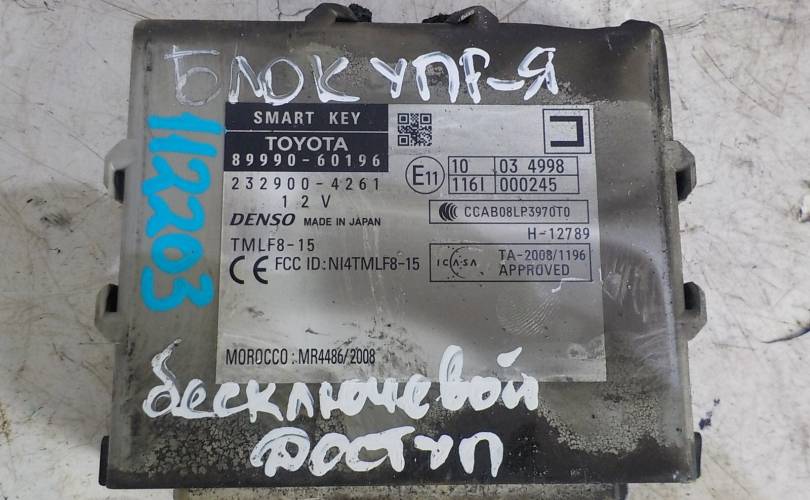 БЛОК УПР-Я
SMART KEY
TOYOTA
89990-60196
232900-4261
12V
DENSO MADE IN JAPAN
TMLF8-15
CE FCC ID: NI4TMLF8-15
E11
10 03 4998
116I 000245
CCAB08LP3970T0
H-12789
ICASA TA-2008/1196
APPROVED
MOROCCO : MR4486/2008
112203
бесключевой
доступ